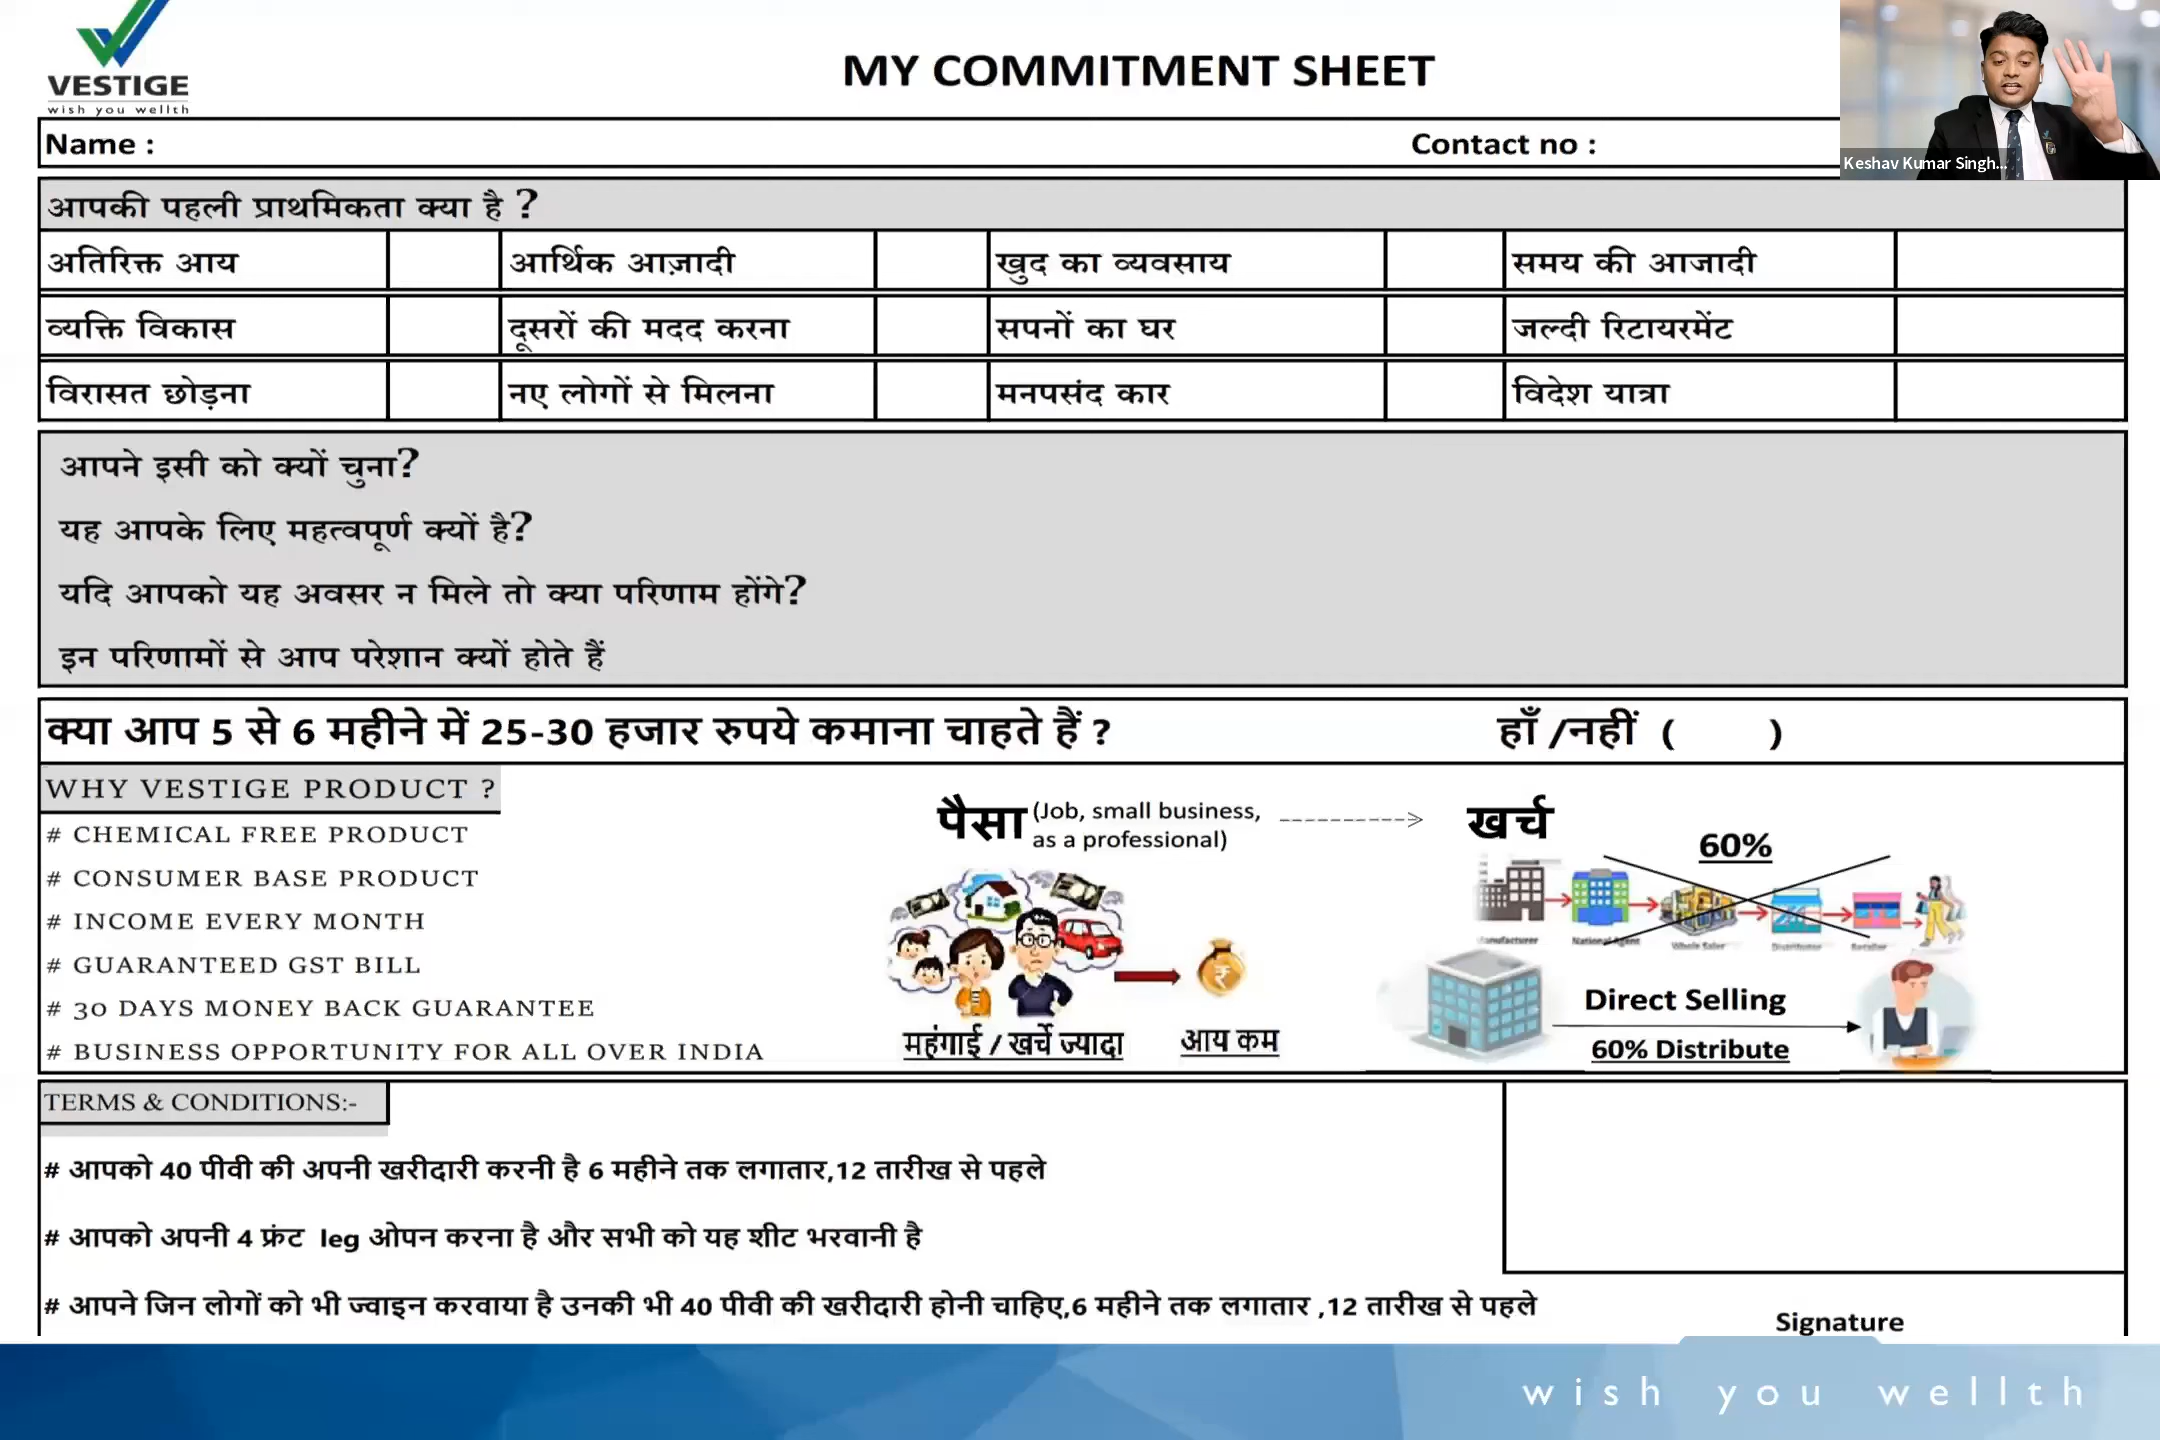 VESTIGE
wish you wellth
MY COMMITMENT SHEET
Keshav Kumar Singh...
Name :
Contact no :
आपकी पहली प्राथमिकता क्या है ?
अतिरिक्त आय
आर्थिक आज़ादी
खुद का व्यवसाय
समय की आजादी
व्यक्ति विकास
दूसरों की मदद करना
सपनों का घर
जल्दी रिटायरमेंट
विरासत छोड़ना
नए लोगों से मिलना
मनपसंद कार
विदेश यात्रा
आपने इसी को क्यों चुना?
यह आपके लिए महत्वपूर्ण क्यों है?
यदि आपको यह अवसर न मिले तो क्या परिणाम होंगे?
इन परिणामों से आप परेशान क्यों होते हैं
क्या आप 5 से 6 महीने में 25-30 हजार रुपये कमाना चाहते हैं ?
हाँ /नहीं ( )
WHY VESTIGE PRODUCT ?
# CHEMICAL FREE PRODUCT
# CONSUMER BASE PRODUCT
# INCOME EVERY MONTH
# GUARANTEED GST BILL
# 30 DAYS MONEY BACK GUARANTEE
# BUSINESS OPPORTUNITY FOR ALL OVER INDIA
पैसा (Job, small business,
as a professional)
खर्च
60%
National Agent
Whole Saler
Distributor
Retailer
महंगाई / खर्चे ज्यादा
आय कम
Direct Selling
60% Distribute
TERMS & CONDITIONS:-
# आपको 40 पीवी की अपनी खरीदारी करनी है 6 महीने तक लगातार,12 तारीख से पहले
# आपको अपनी 4 फ्रंट leg ओपन करना है और सभी को यह शीट भरवानी है
# आपने जिन लोगों को भी ज्वाइन करवाया है उनकी भी 40 पीवी की खरीदारी होनी चाहिए,6 महीने तक लगातार ,12 तारीख से पहले
Signature
wish you wellth